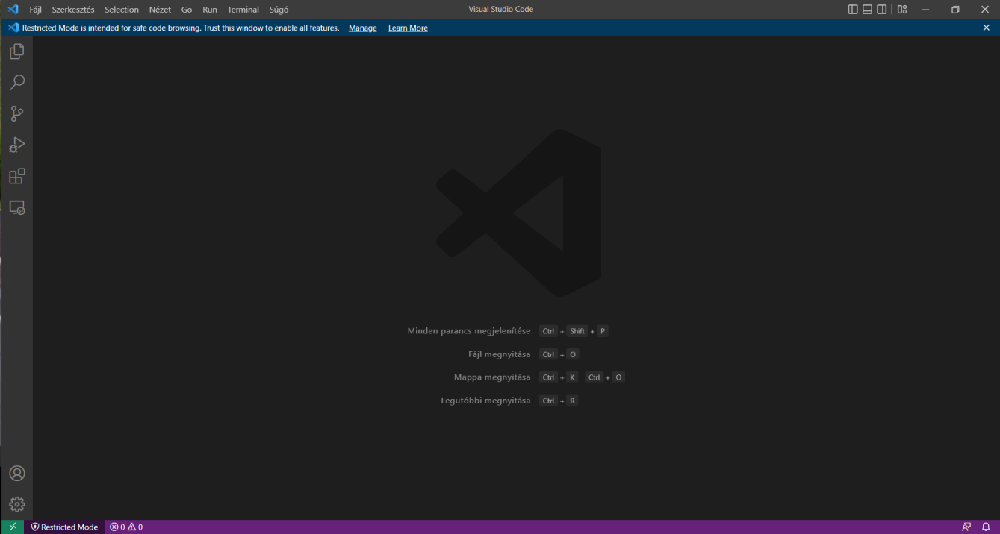 Fájl Szerkesztés Selection Nézet Go Run Terminal Súgó Visual Studio Code
Restricted Mode is intended for safe code browsing. Trust this window to enable all features. Manage Learn More
Minden parancs megjelenítése Ctrl + Shift + P
Fájl megnyitása Ctrl + O
Mappa megnyitása Ctrl + K Ctrl + O
Legutóbbi megnyitása Ctrl + R
Restricted Mode 0 0